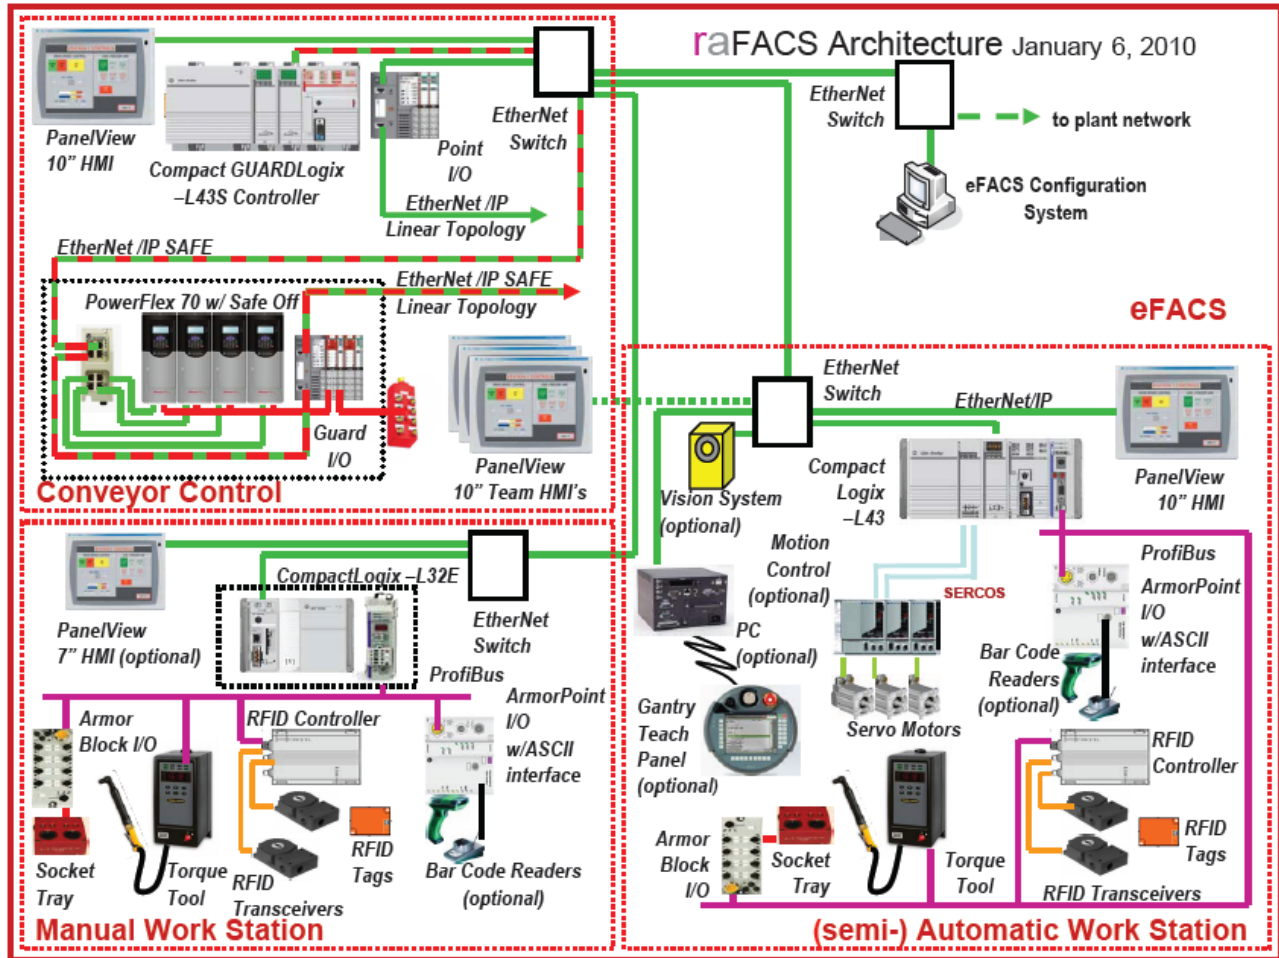 raFACS Architecture January 6, 2010
PanelView
10” HMI
Compact GUARDLogix
–L43S Controller
Point
I/O
EtherNet
Switch
EtherNet /IP
Linear Topology
EtherNet
Switch
to plant network
eFACS Configuration
System
eFACS
EtherNet /IP SAFE
EtherNet /IP SAFE
Linear Topology
PowerFlex 70 w/ Safe Off
Guard
I/O
PanelView
10” Team HMI’s
Conveyor Control
EtherNet
Switch
EtherNet/IP
PanelView
10” HMI
Vision System
(optional)
Compact
Logix
–L43
Motion
Control
(optional)
SERCOS
ProfiBus
ArmorPoint
I/O
w/ASCII
interface
PC
(optional)
Bar Code
Readers
(optional)
Gantry
Teach
Panel
(optional)
Servo Motors
RFID
Controller
Armor
Block
I/O
Socket
Tray
Torque
Tool
RFID
Tags
RFID Transceivers
(semi-) Automatic Work Station
PanelView
7” HMI (optional)
CompactLogix –L32E
EtherNet
Switch
ProfiBus
ArmorPoint
I/O
w/ASCII
interface
Armor
Block I/O
RFID Controller
Socket
Tray
Torque
Tool
RFID
Transceivers
RFID
Tags
Bar Code Readers
(optional)
Manual Work Station